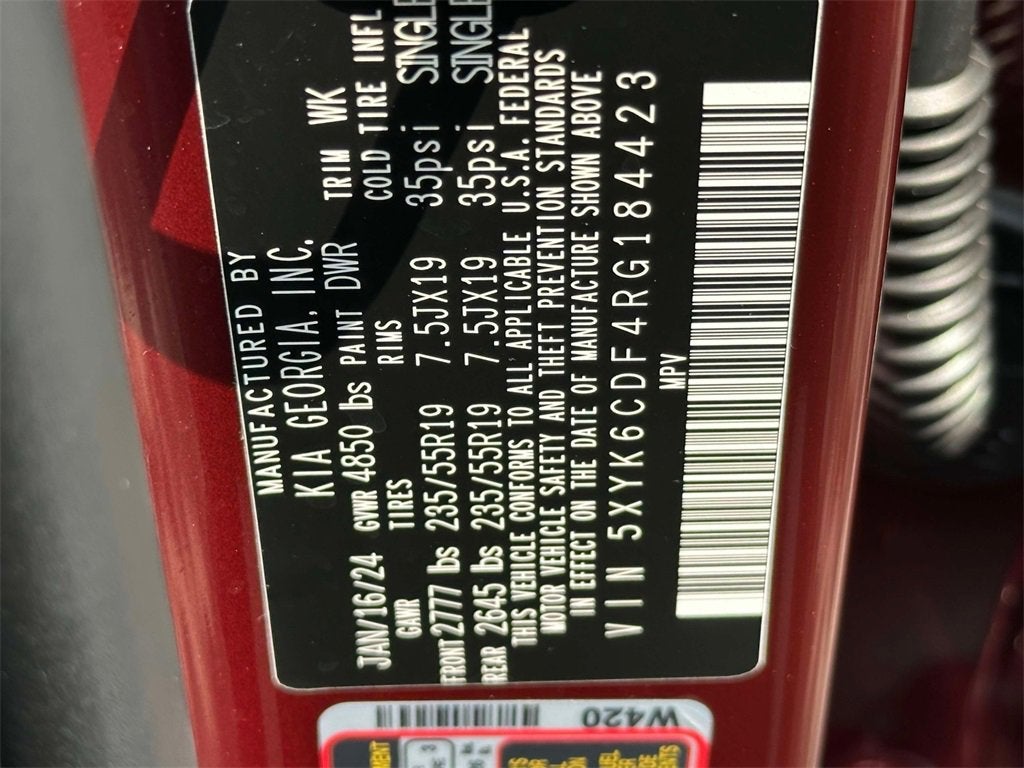 MANUFACTURED BY
KIA GEORGIA, INC.
JAN/16/24 GVWR 4850 lbs PAINT DWR TRIM WK
GAWR TIRES RIMS COLD TIRE INFL
FRONT 2777 lbs 235/55R19 7.5JX19 35psi SINGLE
REAR 2645 lbs 235/55R19 7.5JX19 35psi SINGLE
THIS VEHICLE CONFORMS TO ALL APPLICABLE U.S.A. FEDERAL
MOTOR VEHICLE SAFETY AND THEFT PREVENTION STANDARDS
IN EFFECT ON THE DATE OF MANUFACTURE SHOWN ABOVE
VIN 5XYK6CDF4RG184423
MPV
W420